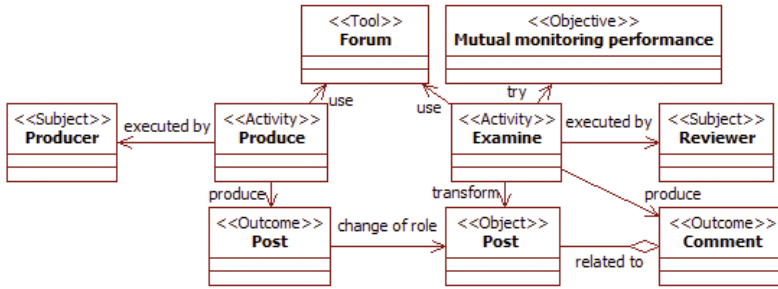 <<Tool>>
Forum
<<Objective>>
Mutual monitoring performance
use
use
try
<<Subject>>
Producer
executed by
<<Activity>>
Produce
<<Activity>>
Examine
executed by
<<Subject>>
Reviewer
produce
transform
produce
<<Outcome>>
Post
change of role
<<Object>>
Post
related to
<<Outcome>>
Comment